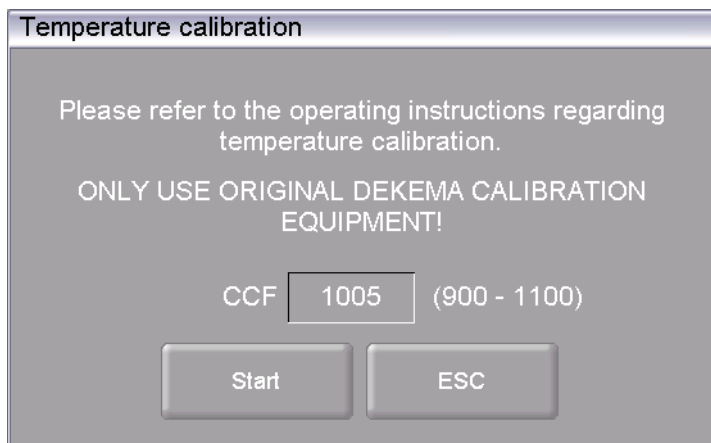 Temperature calibration
Please refer to the operating instructions regarding
temperature calibration.
ONLY USE ORIGINAL DEKEMA CALIBRATION
EQUIPMENT!
CCF 1005 (900 - 1100)
Start ESC